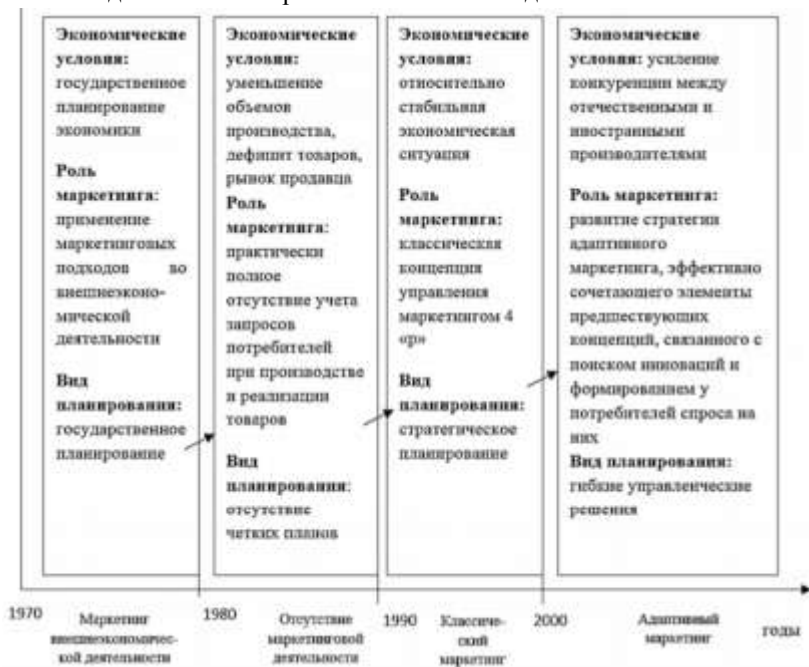 Экономические
условия:
государственное
планирование
экономики
Роль
маркетинга:
применение
маркетинговых
подходов во
внешнеэконо-
мической
деятельности
Вид
планирования:
государственное
планирование
Экономические
условия:
уменьшение
объемов
производства,
дефицит товаров,
рынок продавца
Роль
маркетинга:
практически
полное
отсутствие учета
запросов
потребителей
при производстве
и реализации
товаров
Вид
планирования:
отсутствие
четких планов
Экономические
условия:
относительно
стабильная
экономическая
ситуация
Роль
маркетинга:
классическая
концепция
управления
маркетингом 4
«p»
Вид
планирования:
стратегическое
планирование
Экономические
условия: усиление
конкуренции между
отечественными и
иностранными
производителями
Роль маркетинга:
развитие стратегии
адаптивного
маркетинга, эффективно
сочетающего элементы
предшествующих
концепций, связанного с
поиском инноваций и
формированием у
потребителей спроса на
них
Вид планирования:
гибкие управленческие
решения
1970
Маркетинг
внешнеэкономичес-
кой деятельности
1980
Отсутствие
маркетинговой
деятельности
1990
Классиче-
ский
маркетинг
2000
Адаптивный
маркетинг
годы